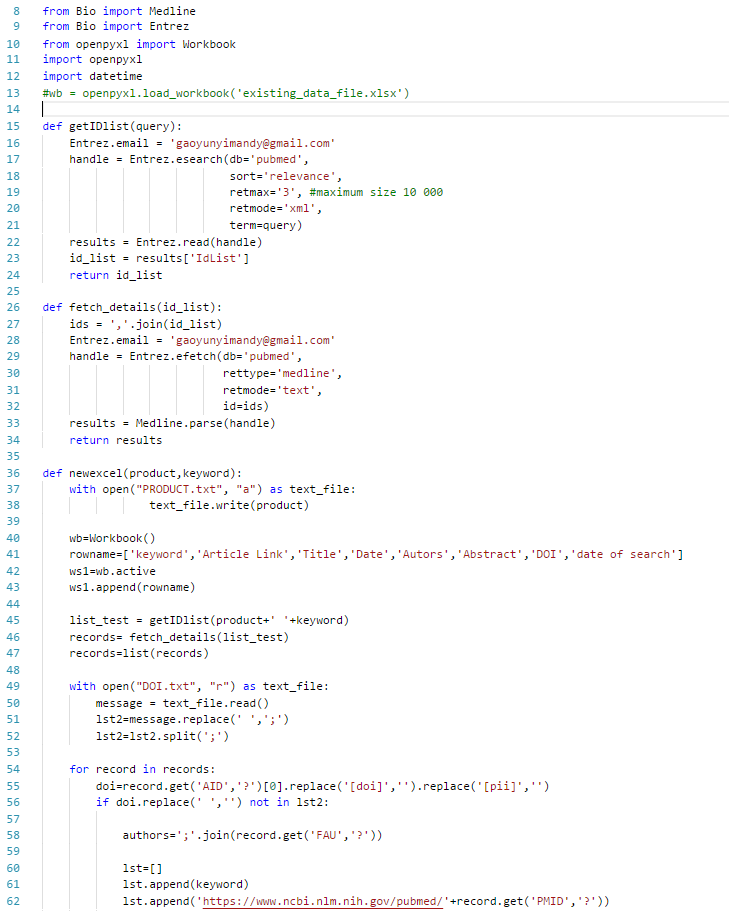 8 from Bio import Medline
9 from Bio import Entrez
10 from openpyxl import Workbook
11 import openpyxl
12 import datetime
13 #wb = openpyxl.load_workbook('existing_data_file.xlsx')
14
15 def getIDlist(query):
16     Entrez.email = 'gaoyunyimandy@gmail.com'
17     handle = Entrez.esearch(db='pubmed',
18                             sort='relevance',
19                             retmax='3', #maximum size 10 000
20                             retmode='xml',
21                             term=query)
22     results = Entrez.read(handle)
23     id_list = results['IdList']
24     return id_list
25
26 def fetch_details(id_list):
27     ids = ','.join(id_list)
28     Entrez.email = 'gaoyunyimandy@gmail.com'
29     handle = Entrez.efetch(db='pubmed',
30                            rettype='medline',
31                            retmode='text',
32                            id=ids)
33     results = Medline.parse(handle)
34     return results
35
36 def newexcel(product,keyword):
37     with open("PRODUCT.txt", "a") as text_file:
38                 text_file.write(product)
39
40     wb=Workbook()
41     rowname=['keyword','Article Link','Title','Date','Autors','Abstract','DOI','date of search']
42     ws1=wb.active
43     ws1.append(rowname)
44
45     list_test = getIDlist(product+' '+keyword)
46     records= fetch_details(list_test)
47     records=list(records)
48
49     with open("DOI.txt", "r") as text_file:
50         message = text_file.read()
51         lst2=message.replace(' ',';')
52         lst2=lst2.split(';')
53
54     for record in records:
55         doi=record.get('AID','?')[0].replace('[doi]','').replace('[pii]','')
56         if doi.replace(' ','') not in lst2:
57
58             authors=';'.join(record.get('FAU','?'))
59
60             lst=[]
61             lst.append(keyword)
62             lst.append('https://www.ncbi.nlm.nih.gov/pubmed/'+record.get('PMID','?'))